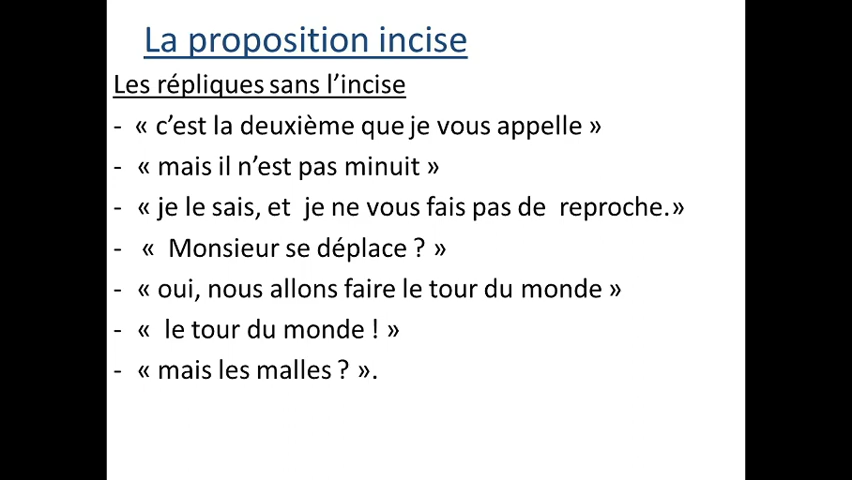 La proposition incise
Les répliques sans l’incise
- « c’est la deuxième que je vous appelle »
- « mais il n’est pas minuit »
- « je le sais, et je ne vous fais pas de reproche.»
- « Monsieur se déplace ? »
- « oui, nous allons faire le tour du monde »
- « le tour du monde ! »
- « mais les malles ? ».